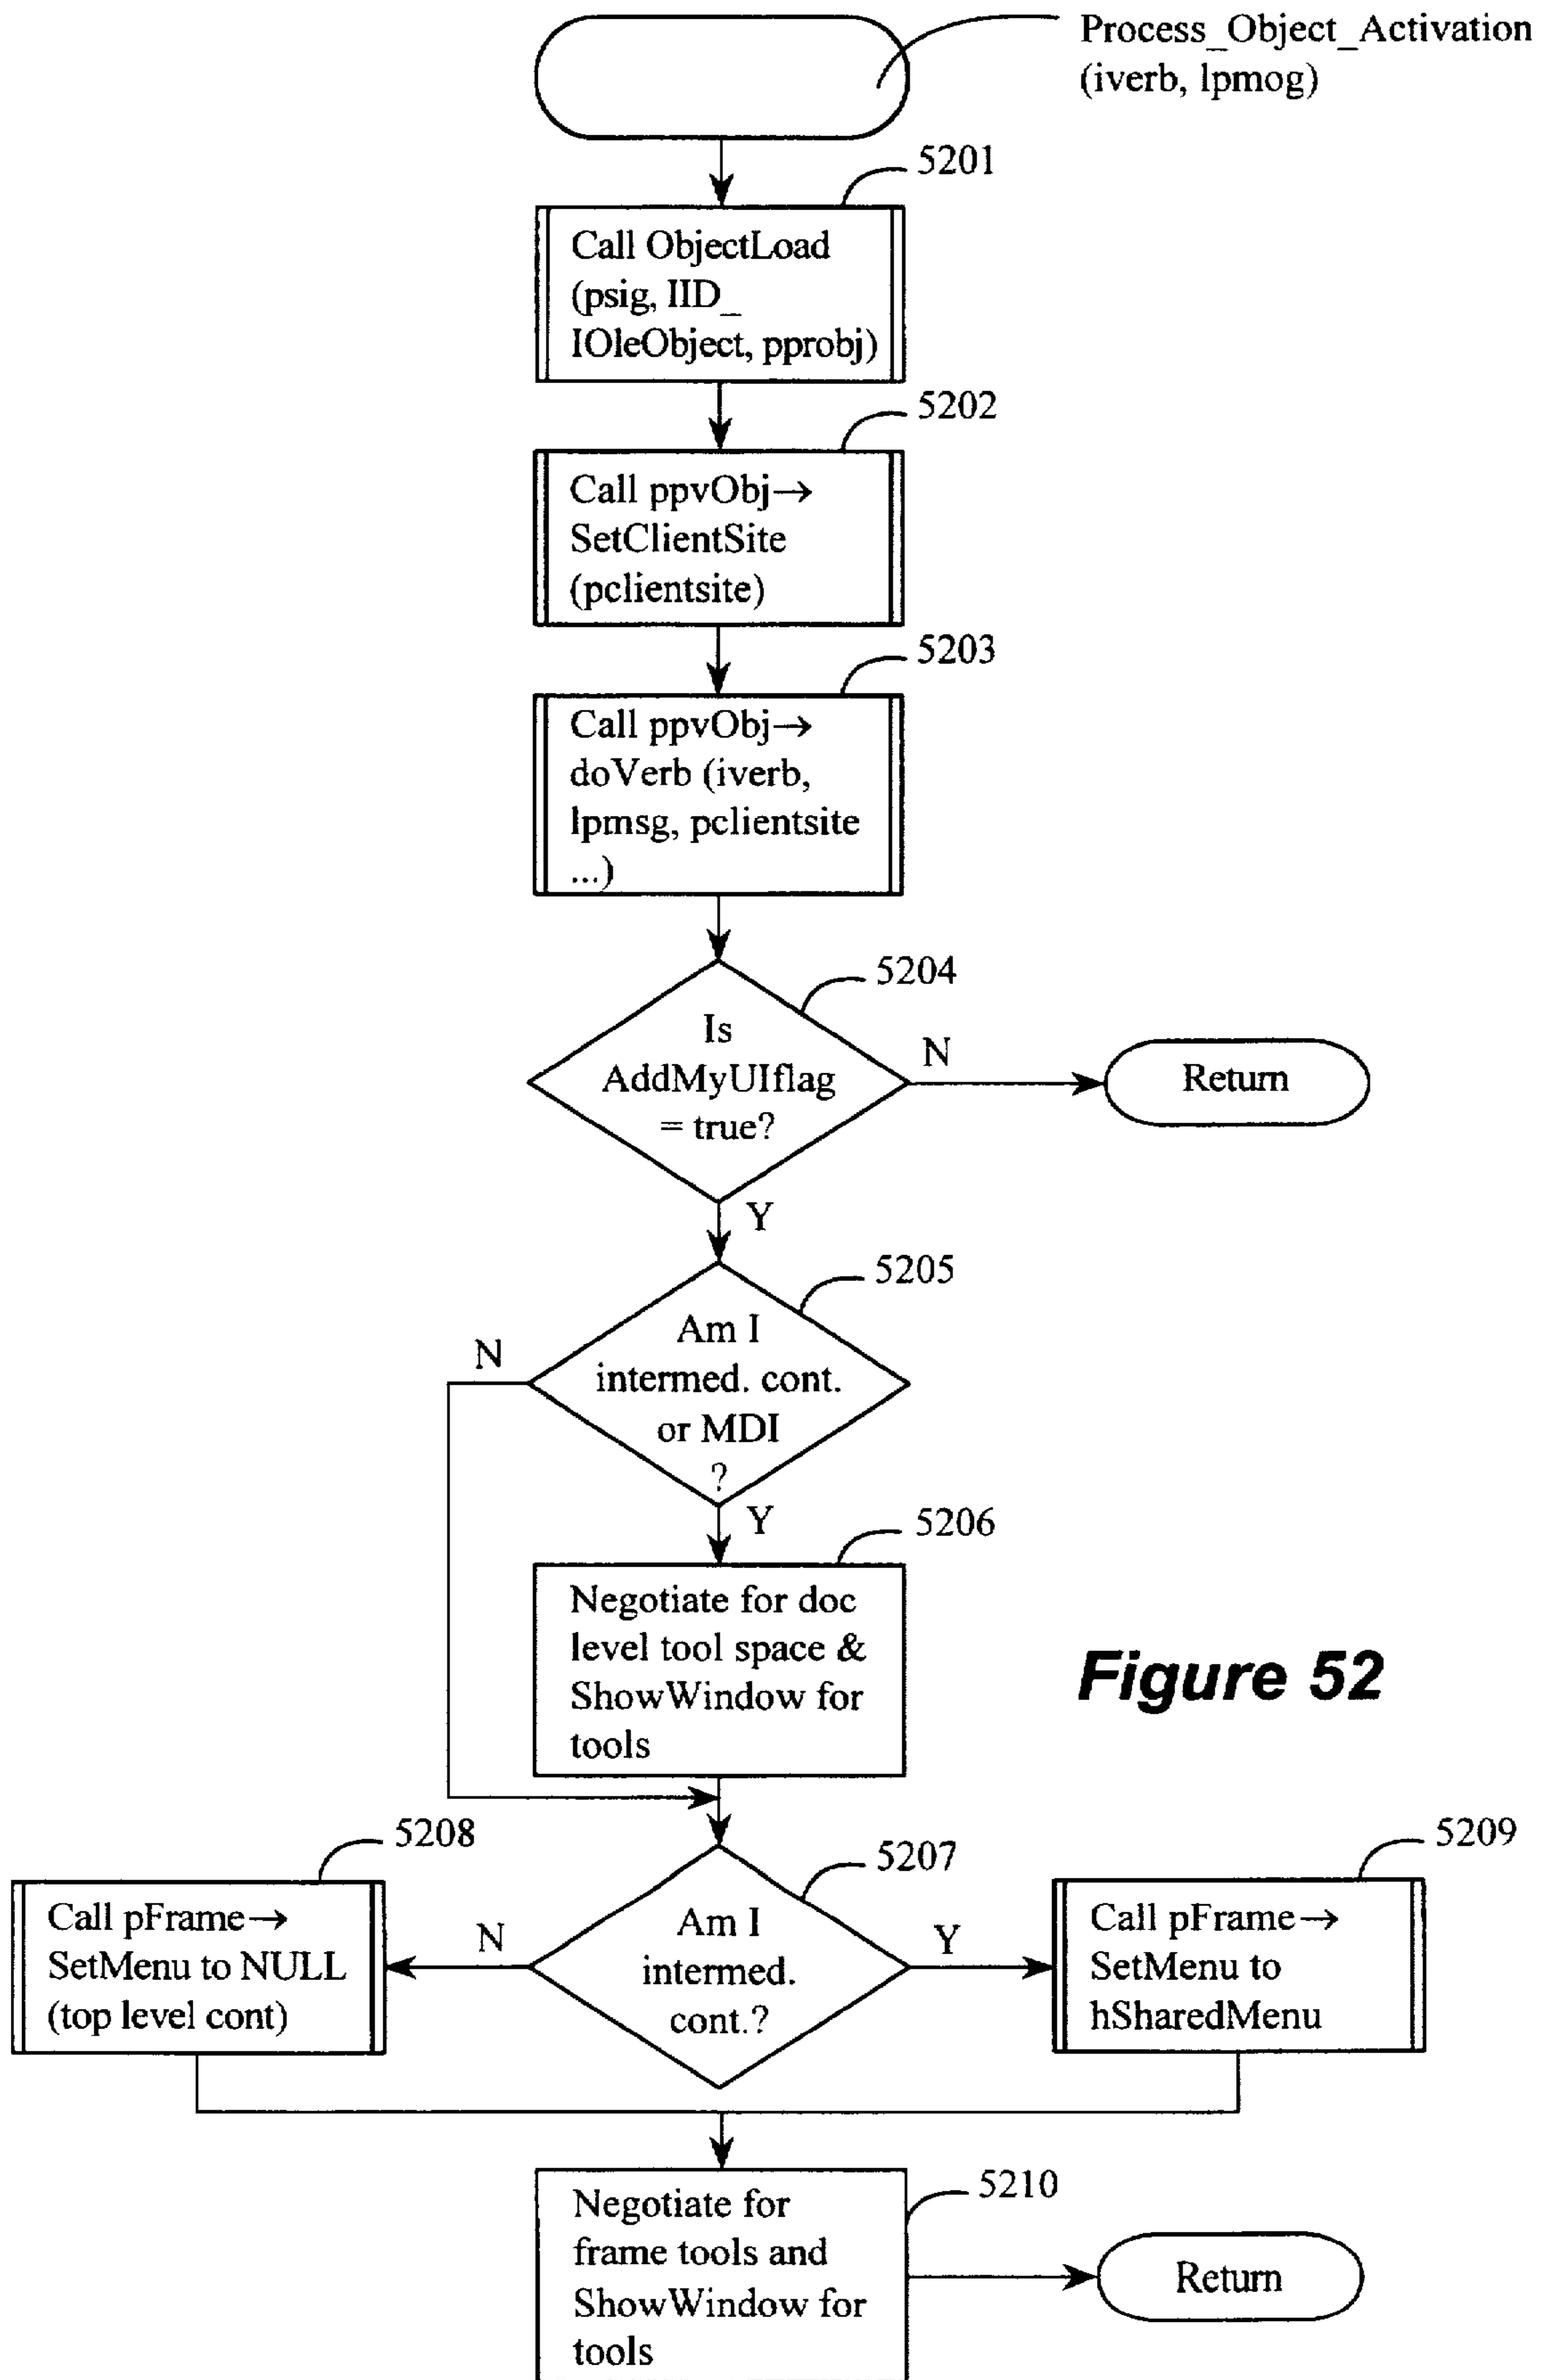 Process_Object_Activation
(iverb, lpmog)
5201
Call ObjectLoad
(psig, IID_
IOleObject, pprobj)
5202
Call ppvObj→
SetClientSite
(pclientsite)
5203
Call ppvObj→
doVerb (iverb,
lpmsg, pclientsite
...)
5204
Is
AddMyUIflag
= true?
N
Return
Y
5205
Am I
intermed. cont.
or MDI
?
N
Y
5206
Negotiate for doc
level tool space &
ShowWindow for
tools
Figure 52
5208
Call pFrame→
SetMenu to NULL
(top level cont)
N
5207
Am I
intermed.
cont.?
Y
5209
Call pFrame→
SetMenu to
hSharedMenu
5210
Negotiate for
frame tools and
ShowWindow for
tools
Return